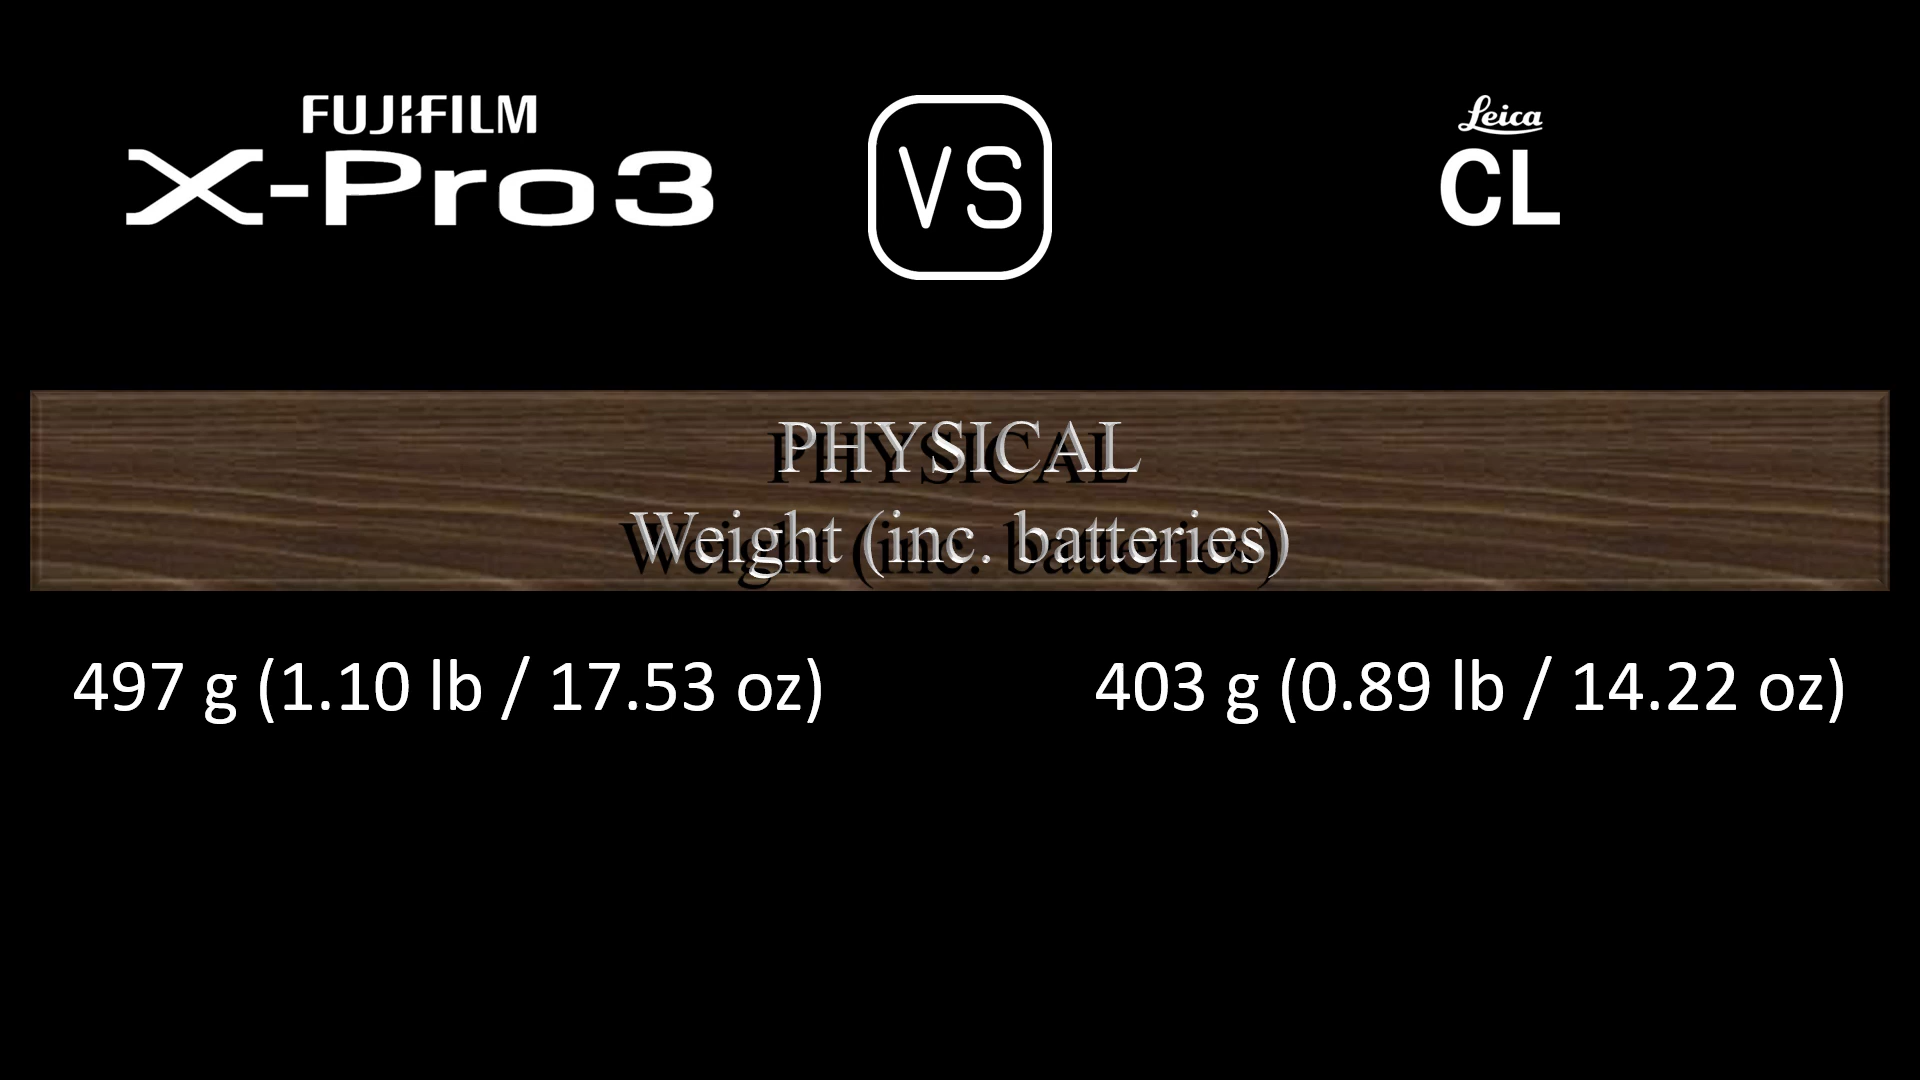 FUJIFILM
X-Pro3
VS
Leica
CL
PHYSICAL
Weight (inc. batteries)
497 g (1.10 lb / 17.53 oz)
403 g (0.89 lb / 14.22 oz)